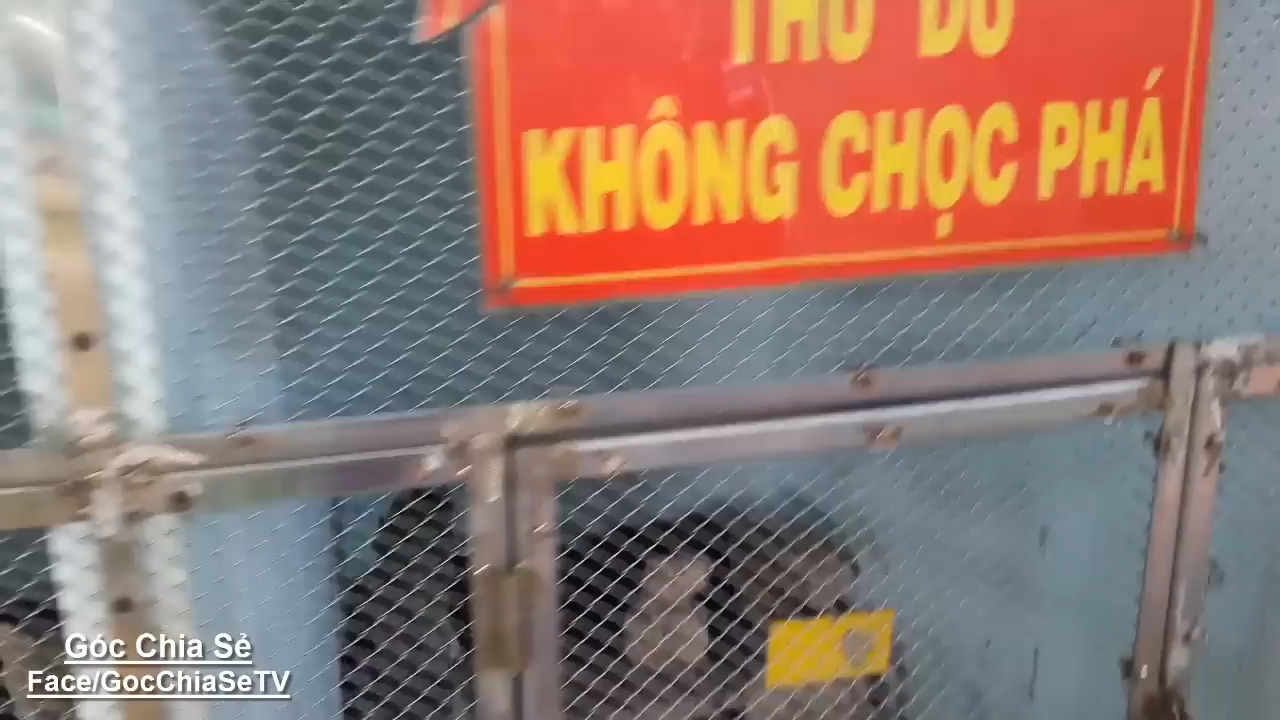 THÚ DỮ
KHÔNG CHỌC PHÁ
Góc Chia Sẻ
Face/GocChiaSeTV